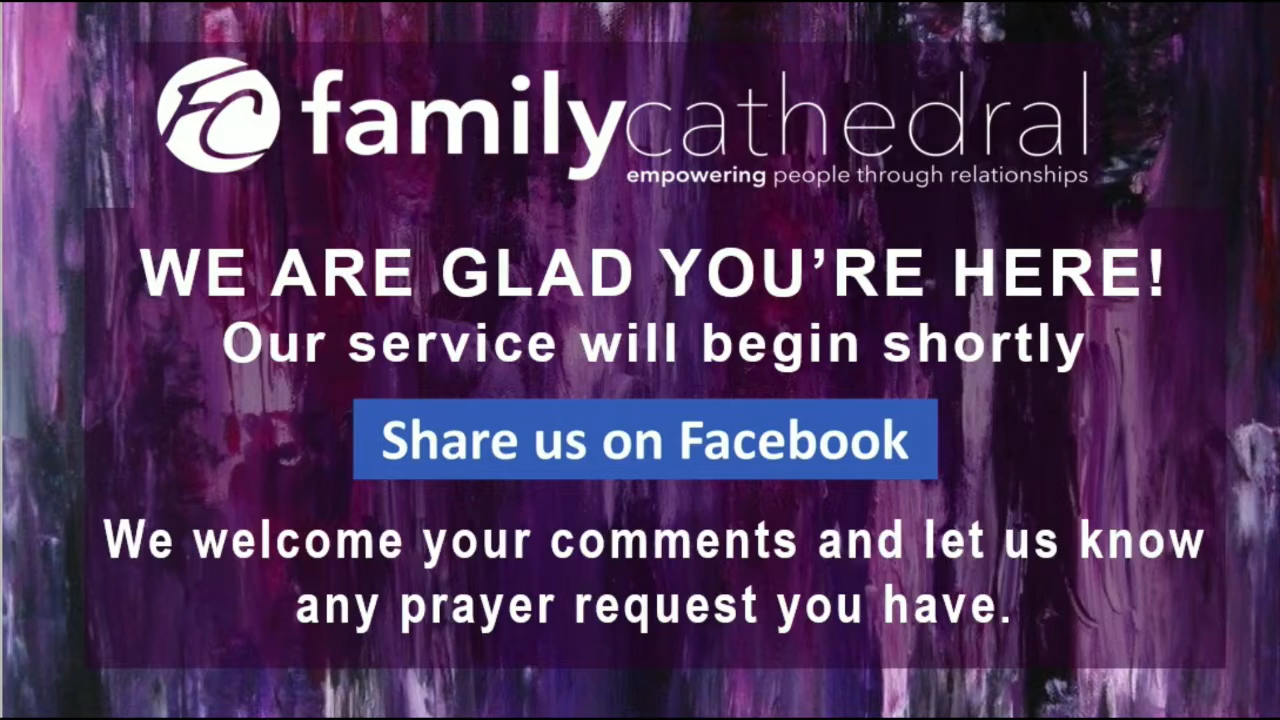 FC familycathedral
empowering people through relationships
WE ARE GLAD YOU’RE HERE!
Our service will begin shortly
Share us on Facebook
We welcome your comments and let us know
any prayer request you have.